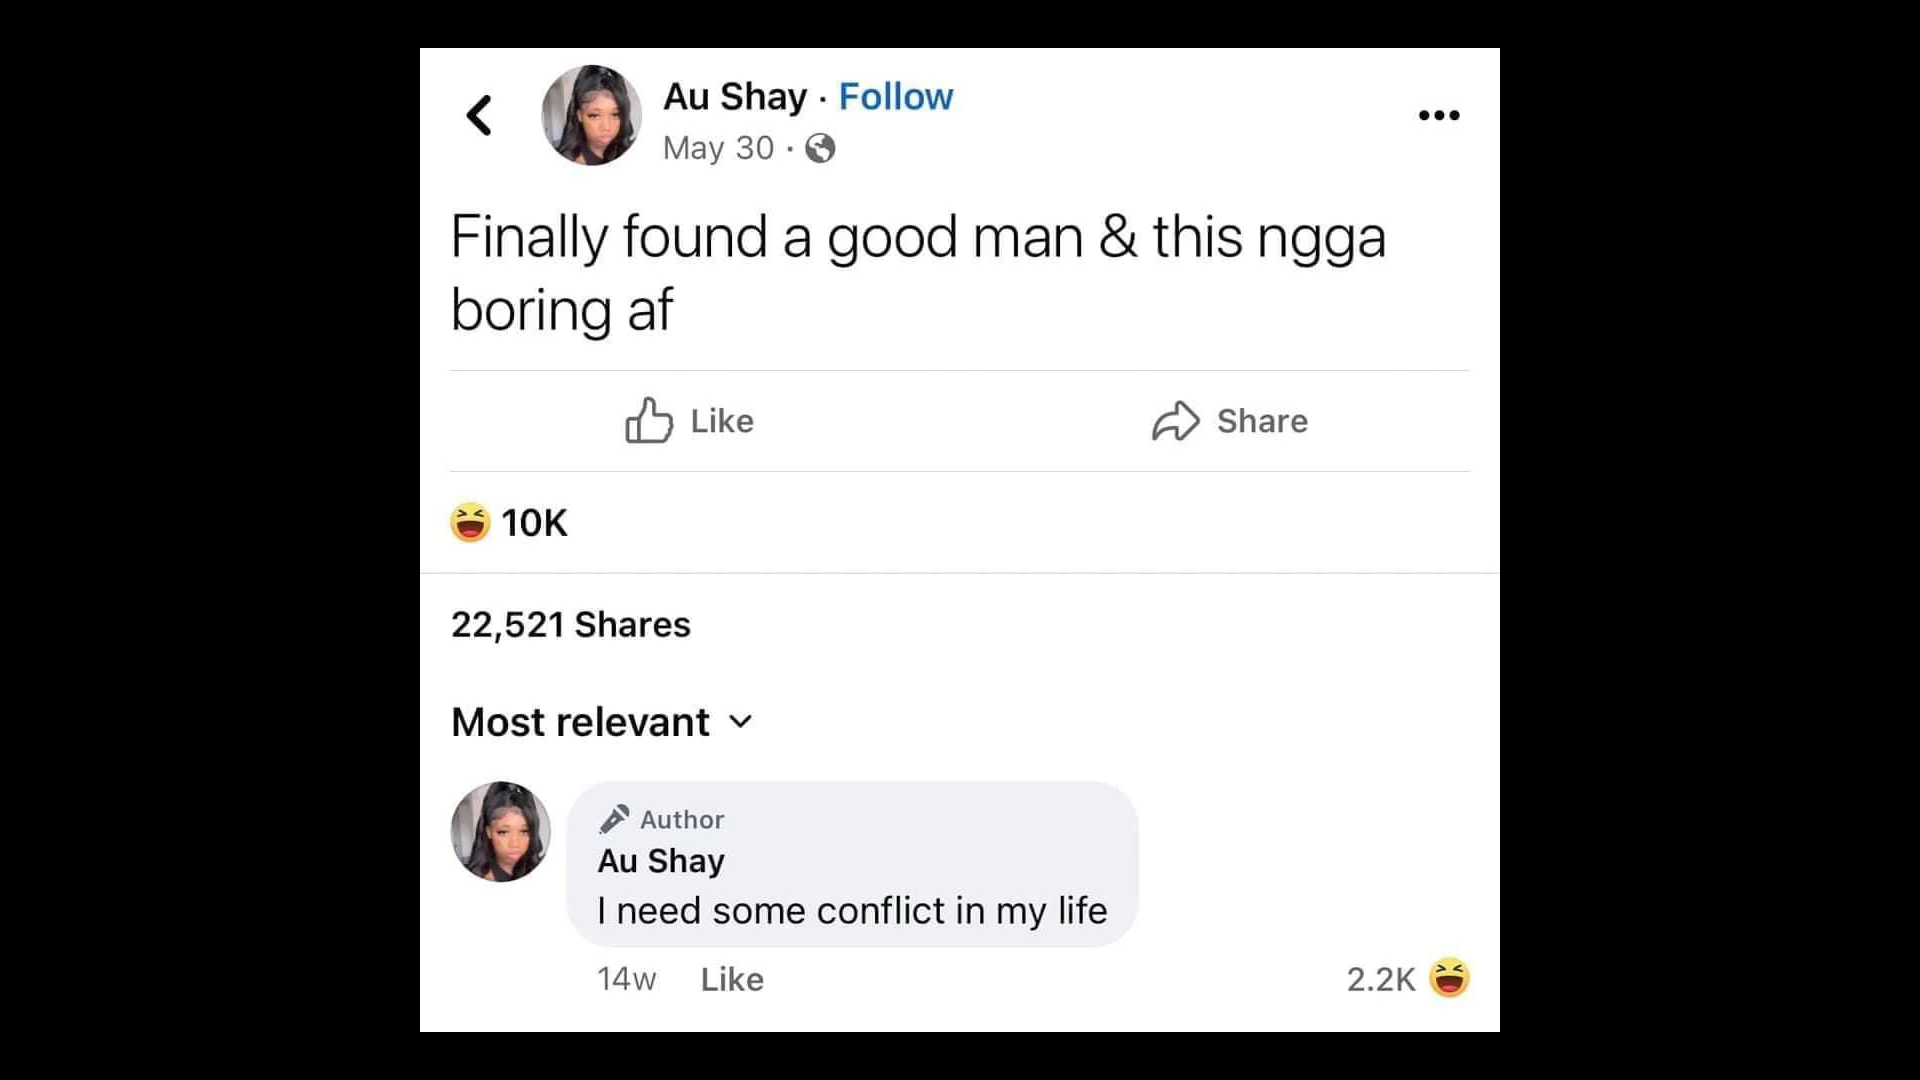 Au Shay · Follow
May 30 ·
Finally found a good man & this ngga
boring af
Like
Share
10K
22,521 Shares
Most relevant
Author
Au Shay
I need some conflict in my life
14w Like 2.2K